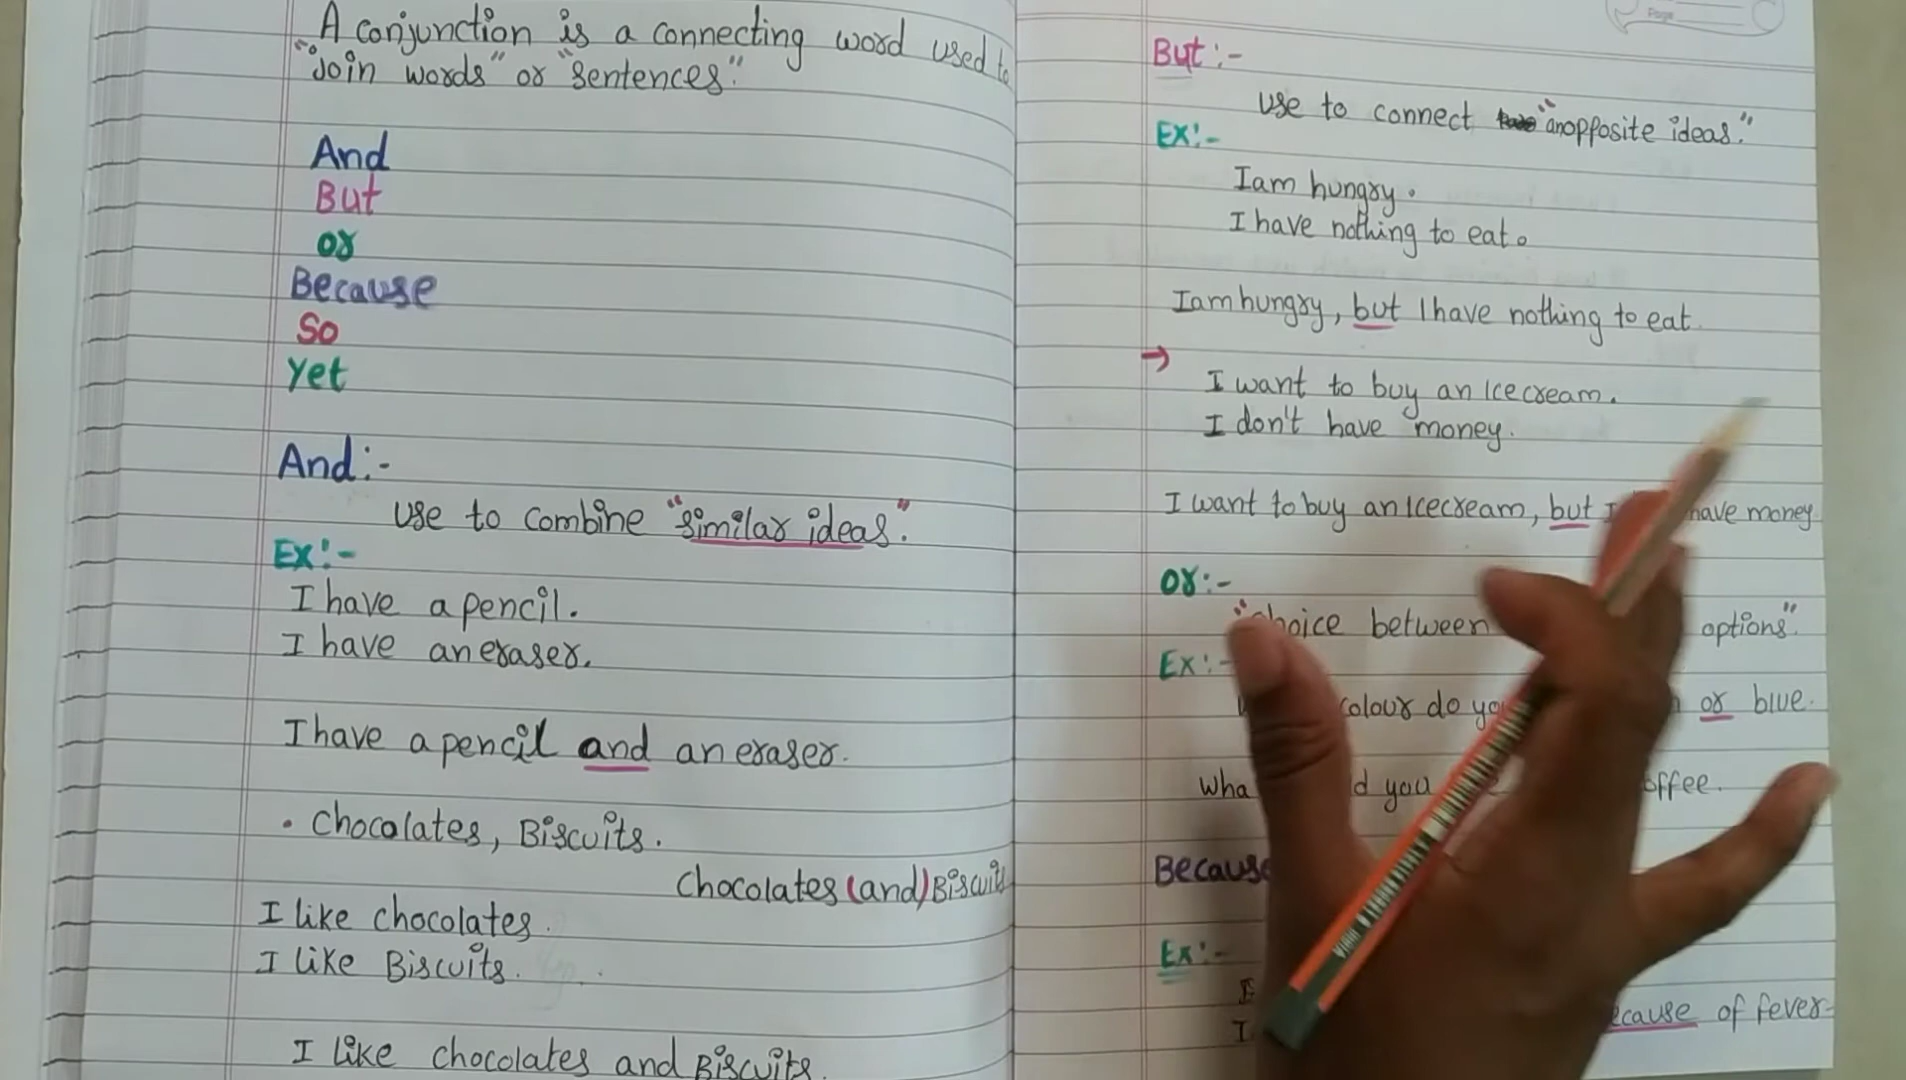 A conjunction is a connecting word used to
"join words" or "sentences".
And
But
or
Because
So
Yet
And:-
use to combine "similar ideas".
Ex:-
I have a pencil.
I have an eraser.
I have a pencil and an eraser.
• Chocolates, Biscuits.
Chocolates (and) Biscuits
I like chocolates.
I like Biscuits.
I like chocolates and Biscuits.
Page
But:-
use to connect "anopposite ideas."
Ex:-
I am hungry.
I have nothing to eat.
I am hungry, but I have nothing to eat.
→
I want to buy an Icecream.
I don't have money.
I want to buy an Icecream, but I have money
or:-
"choice between options".
Ex:-
colour do or blue.
Because
Ex:-
I
of fever